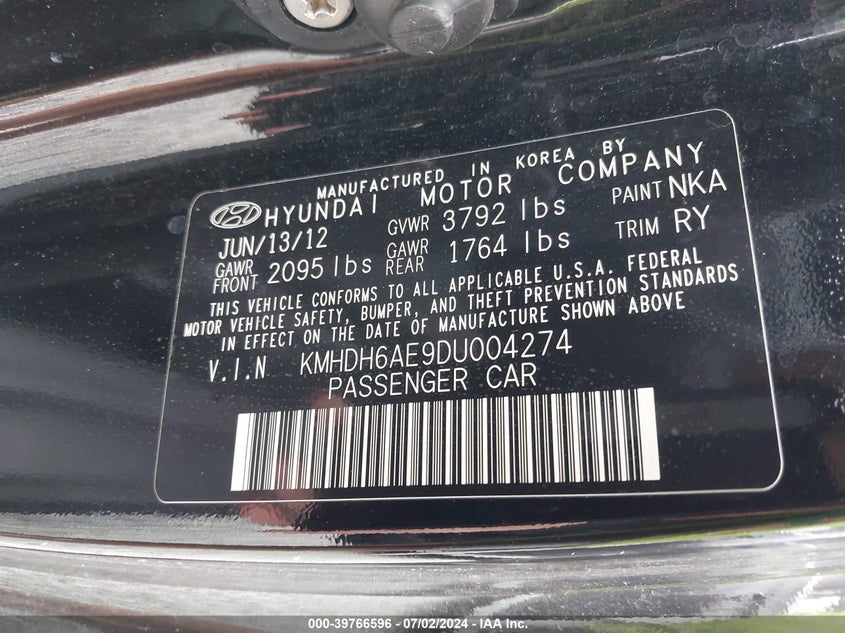 MANUFACTURED IN KOREA BY
HYUNDAI MOTOR COMPANY
JUN/13/12 GVWR 3792 lbs PAINT NKA
GAWR FRONT 2095 lbs GAWR REAR 1764 lbs TRIM RY
THIS VEHICLE CONFORMS TO ALL APPLICABLE U.S.A. FEDERAL
MOTOR VEHICLE SAFETY, BUMPER, AND THEFT PREVENTION STANDARDS
IN EFFECT ON THE DATE OF MANUFACTURE SHOWN ABOVE
V.I.N KMHDH6AE9DU004274
PASSENGER CAR
000-39766596 - 07/02/2024 - IAA Inc.